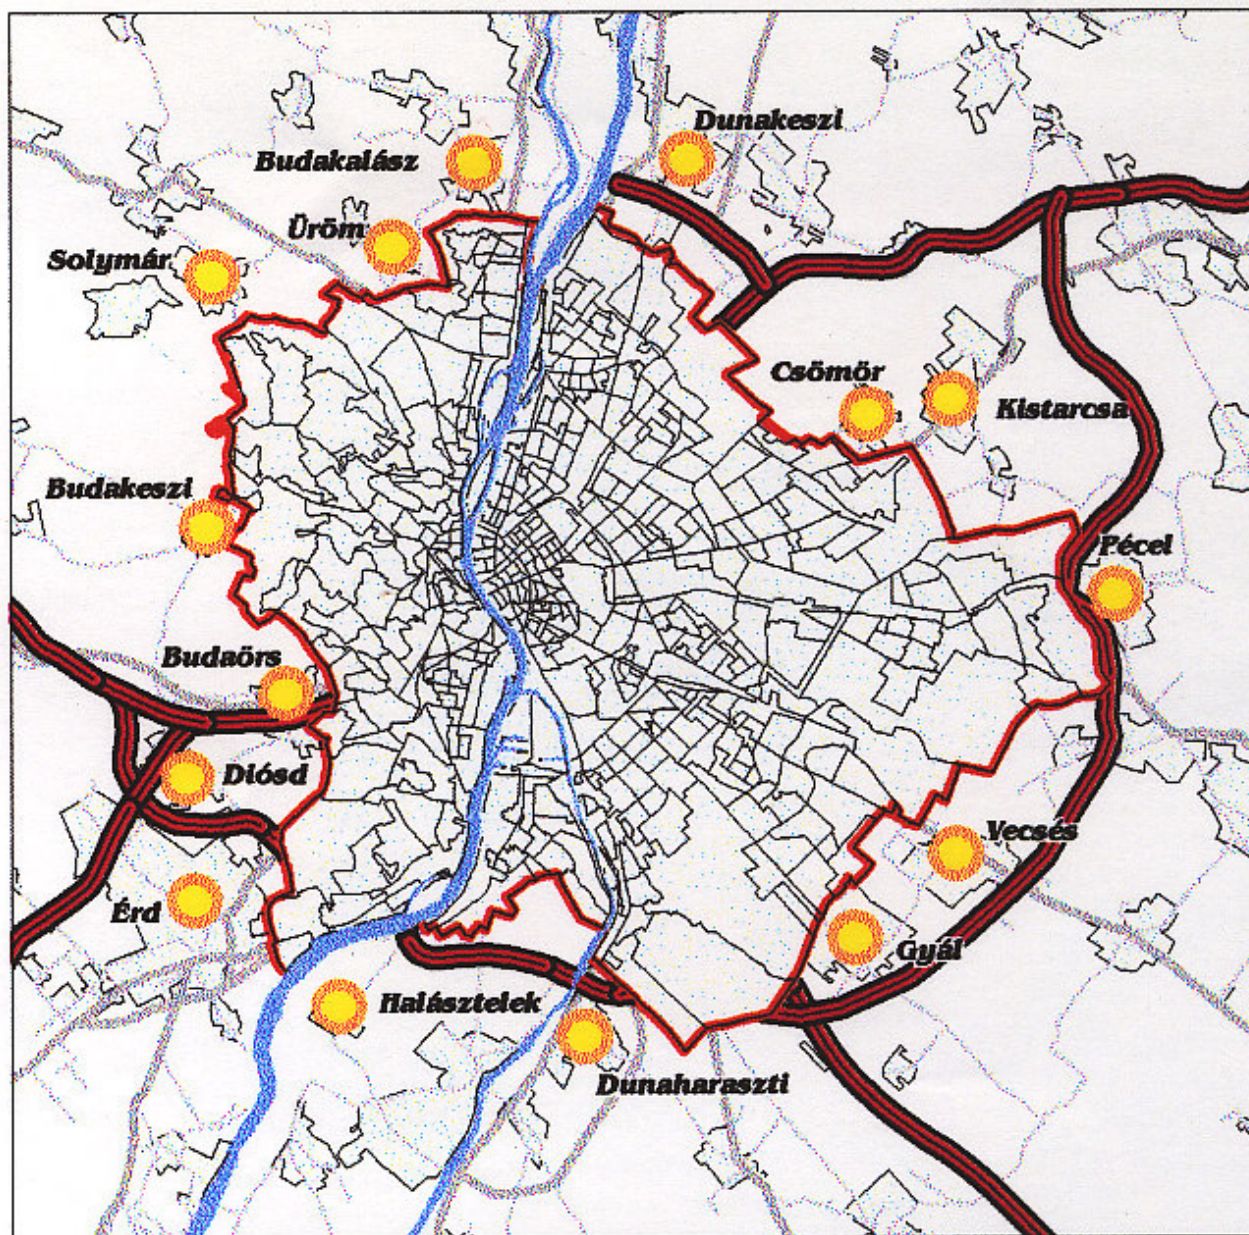 Dunakeszi
Budakalász
Üröm
Solymár
Csömör
Kistarcsa
Budakeszi
Pécel
Budaörs
Diósd
Vecsés
Érd
Gyál
Halásztelek
Dunaharaszti